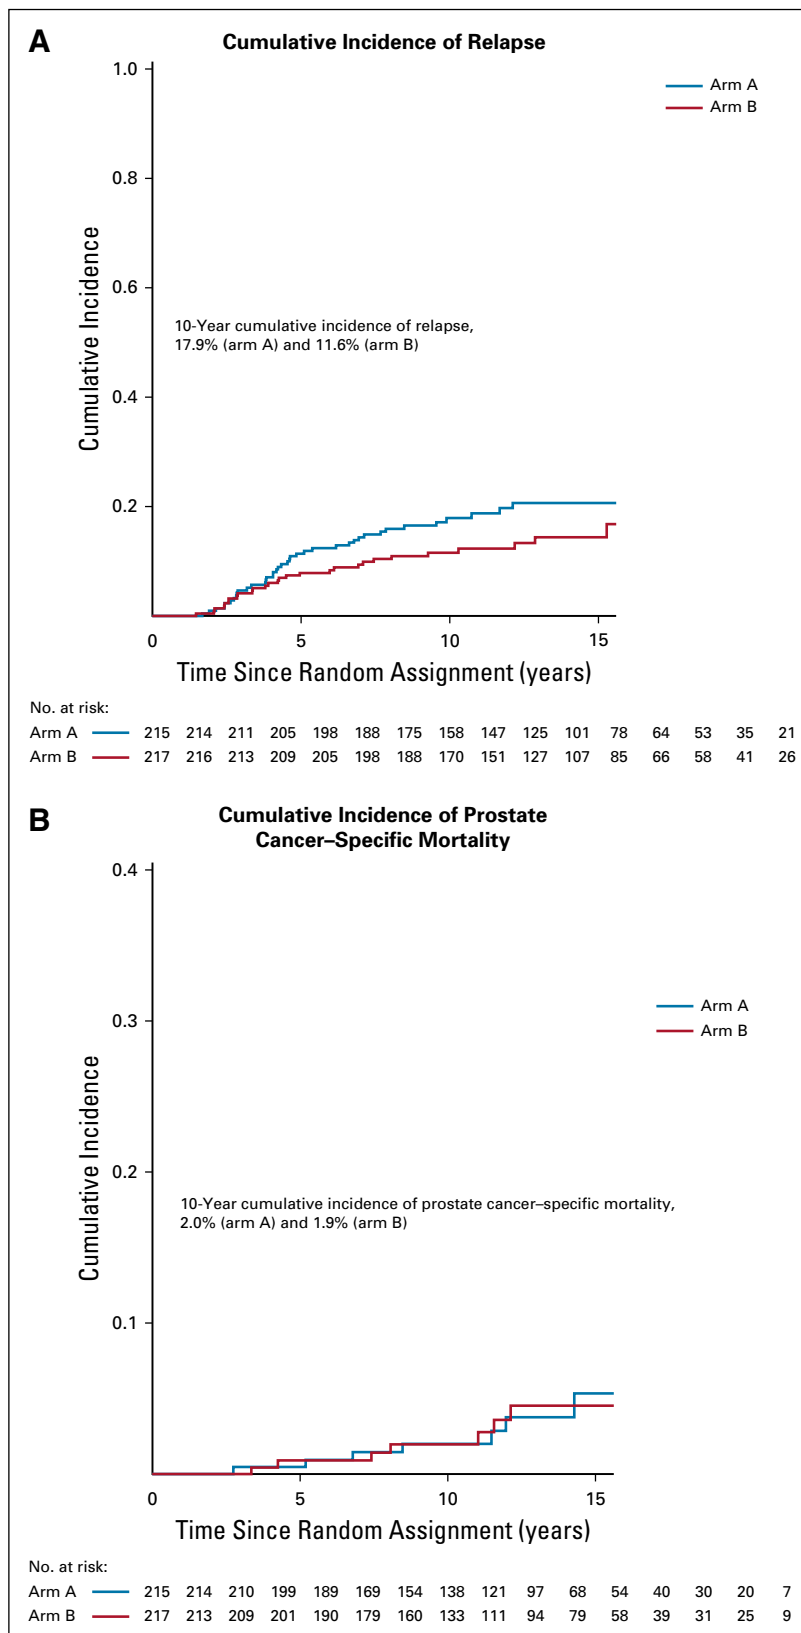 A
Cumulative Incidence of Relapse
1.0
Arm A
Arm B
0.8
0.6
10-Year cumulative incidence of relapse,
17.9% (arm A) and 11.6% (arm B)
0.4
0.2
Cumulative Incidence
0 5 10 15
Time Since Random Assignment (years)
No. at risk:
Arm A 215 214 211 205 198 188 175 158 147 125 101 78 64 53 35 21
Arm B 217 216 213 209 205 198 188 170 151 127 107 85 66 58 41 26
B
Cumulative Incidence of Prostate
Cancer–Specific Mortality
0.4
Arm A
Arm B
0.3
0.2
10-Year cumulative incidence of prostate cancer–specific mortality,
2.0% (arm A) and 1.9% (arm B)
0.1
Cumulative Incidence
0 5 10 15
Time Since Random Assignment (years)
No. at risk:
Arm A 215 214 210 199 189 169 154 138 121 97 68 54 40 30 20 7
Arm B 217 213 209 201 190 179 160 133 111 94 79 58 39 31 25 9